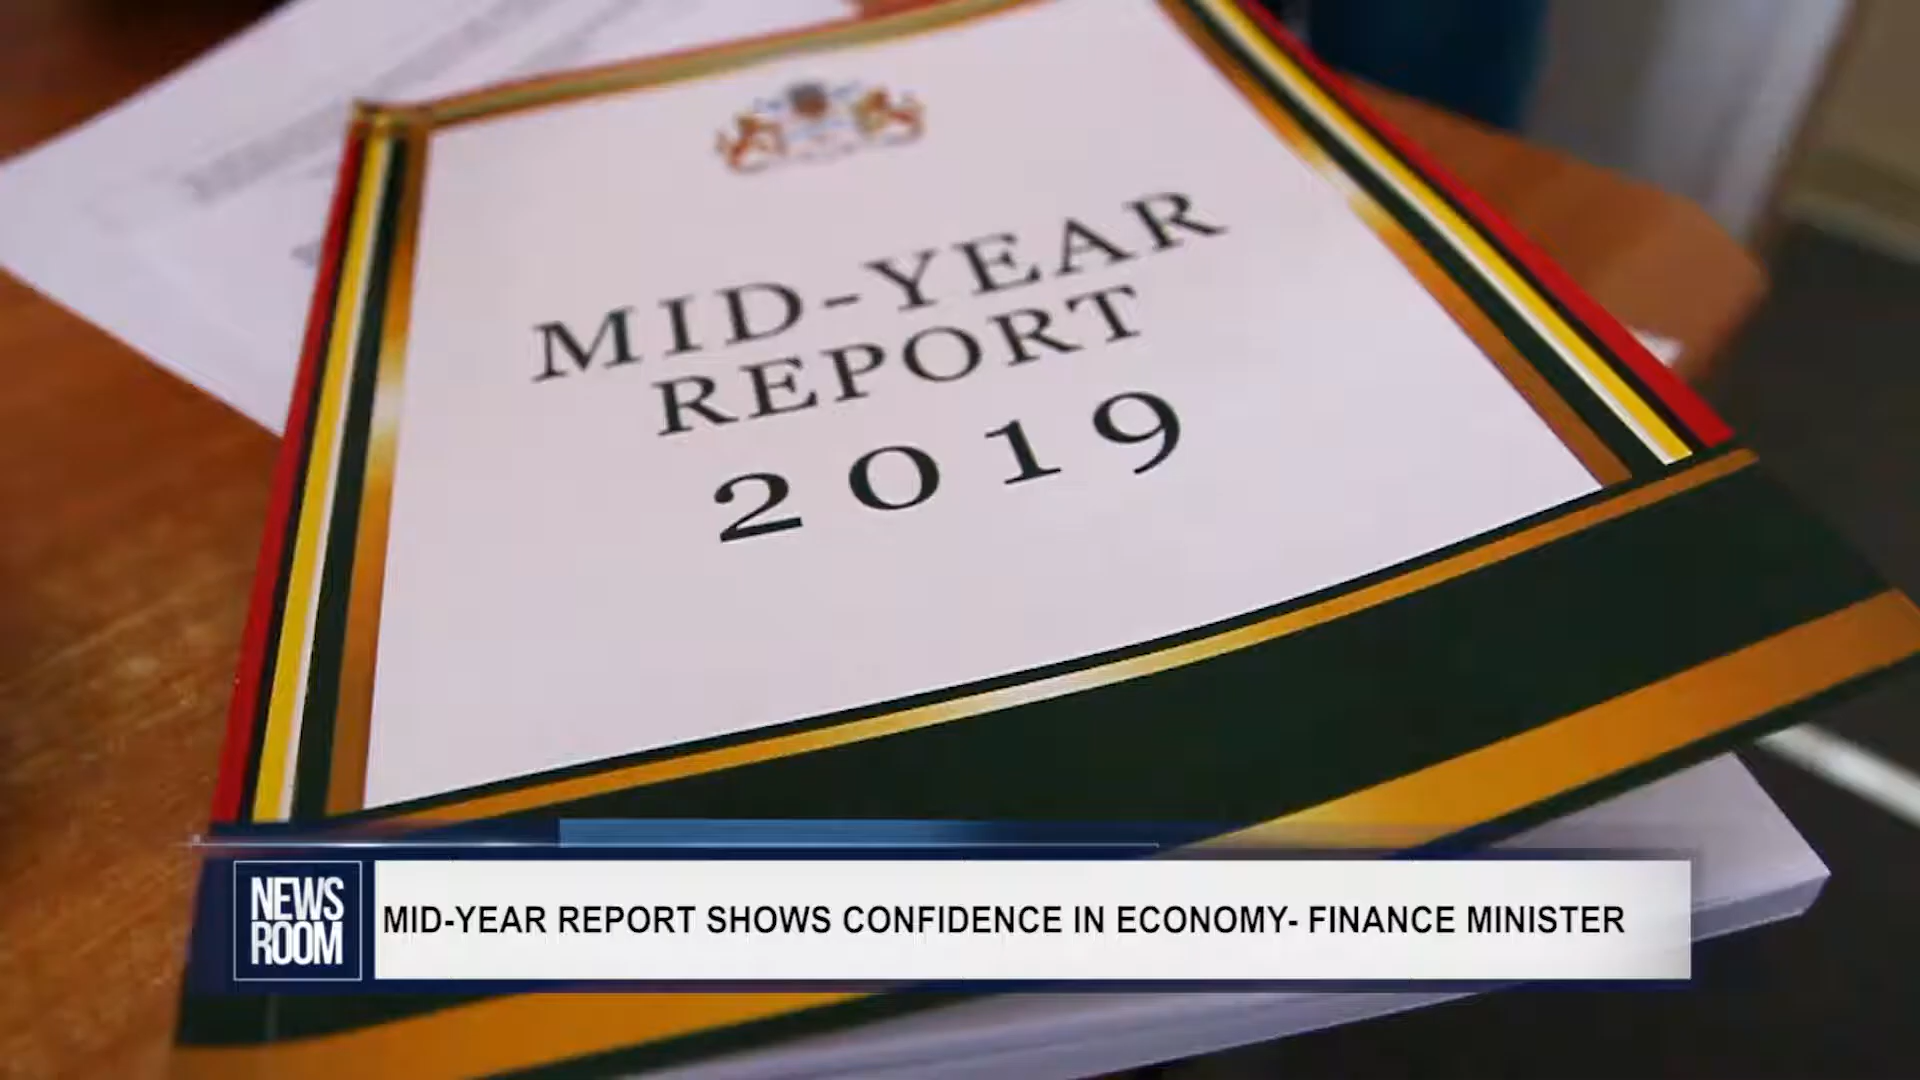 MID-YEAR
REPORT
2019
NEWS
ROOM
MID-YEAR REPORT SHOWS CONFIDENCE IN ECONOMY- FINANCE MINISTER